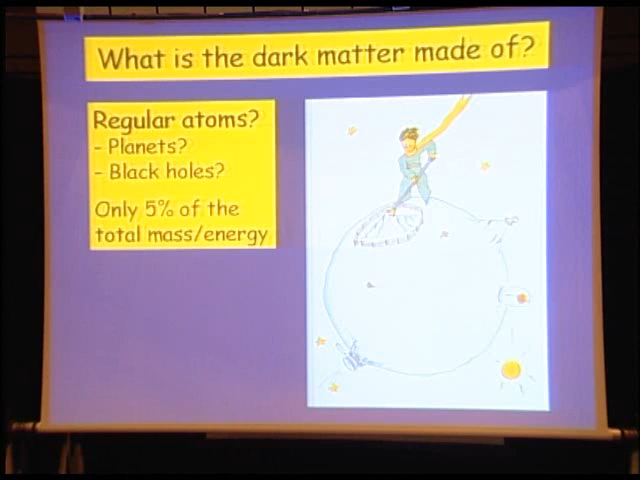 What is the dark matter made of?
Regular atoms?
- Planets?
- Black holes?
Only 5% of the
total mass/energy